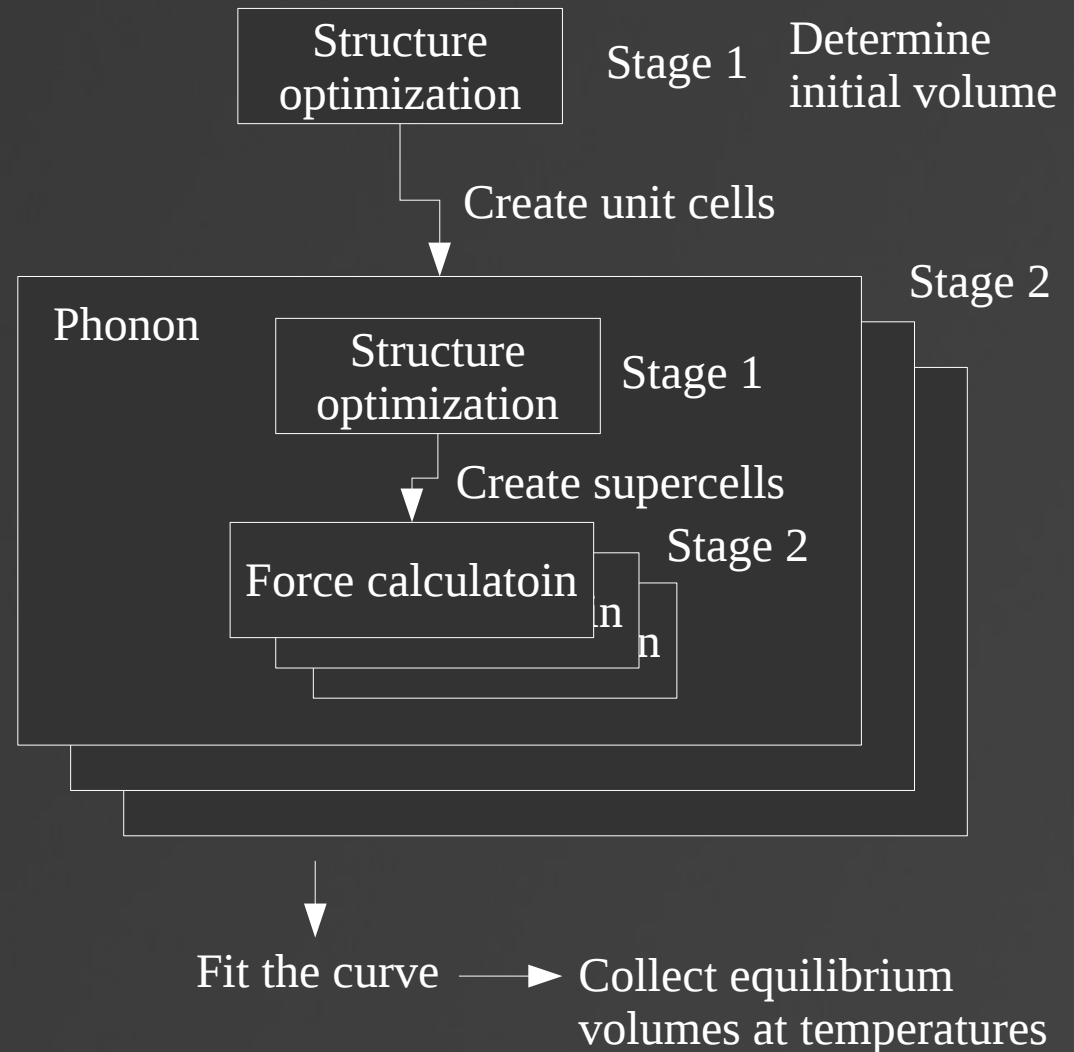 Structure
optimization
Stage 1
Determine
initial volume
Create unit cells
Stage 2
Phonon
Structure
optimization
Stage 1
Create supercells
Stage 2
Force calculatoin
in
n
Fit the curve
Collect equilibrium
volumes at temperatures